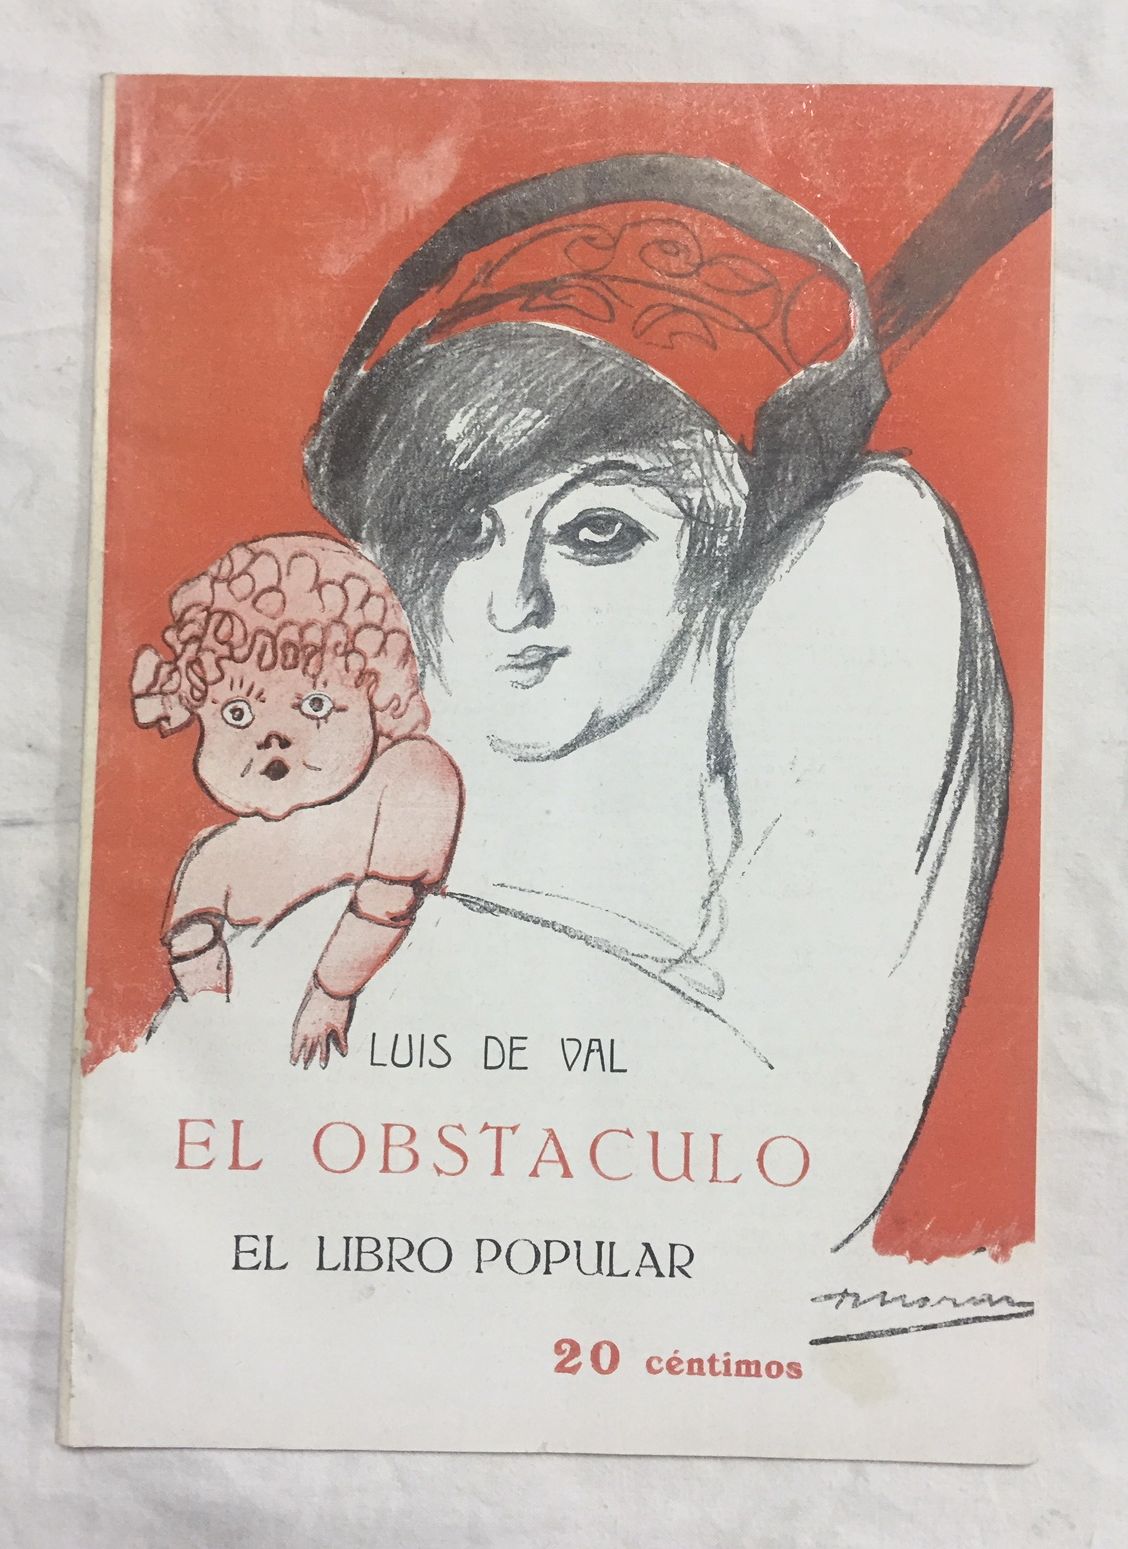 LUIS DE VAL
EL OBSTACULO
EL LIBRO POPULAR
20 céntimos